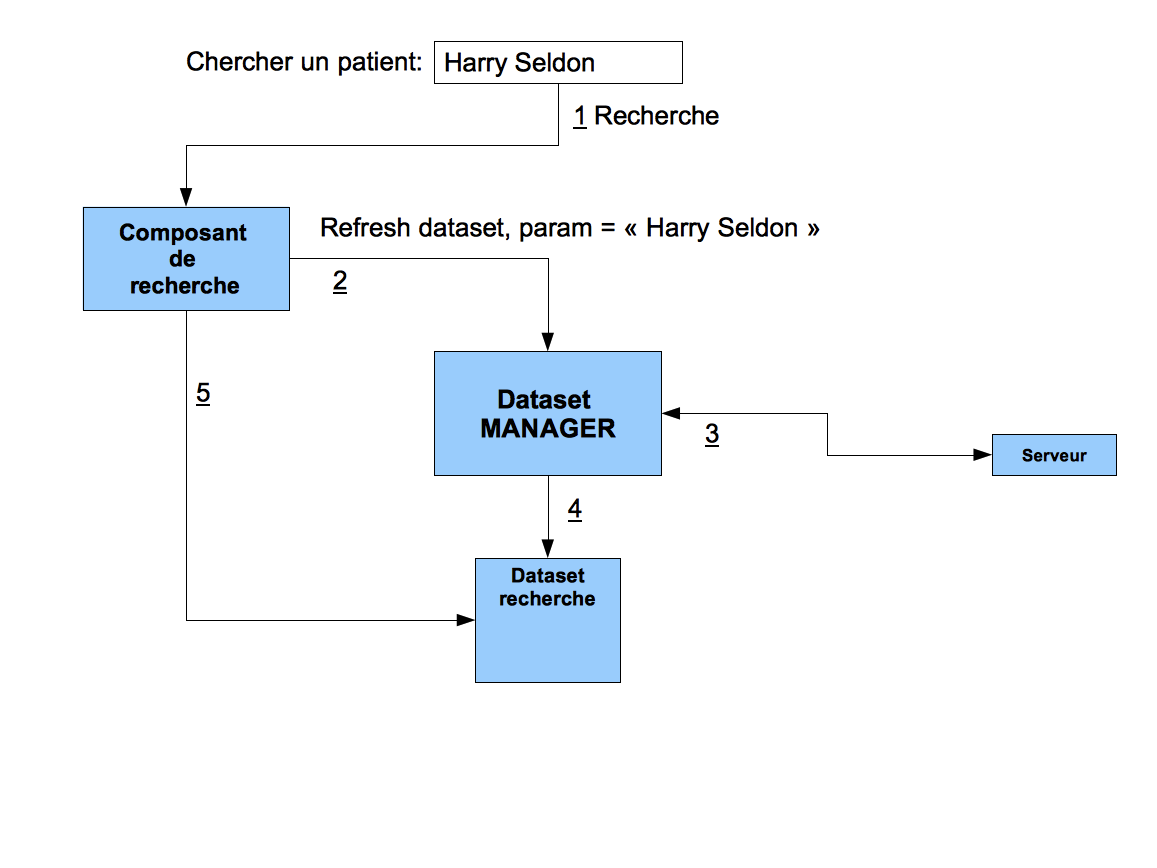 Chercher un patient: Harry Seldon
1 Recherche
Composant
de
recherche
Refresh dataset, param = « Harry Seldon »
2
5
Dataset
MANAGER
3
Serveur
4
Dataset
recherche